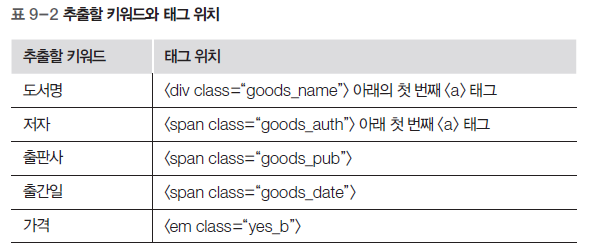 표 9-2 추출할 키워드와 태그 위치
추출할 키워드 태그 위치
도서명 〈div class=“goods_name”〉 아래의 첫 번째 〈a〉 태그
저자 〈span class=“goods_auth”〉 아래 첫 번째 〈a〉 태그
출판사 〈span class=“goods_pub”〉
출간일 〈span class=“goods_date”〉
가격 〈em class=“yes_b”〉